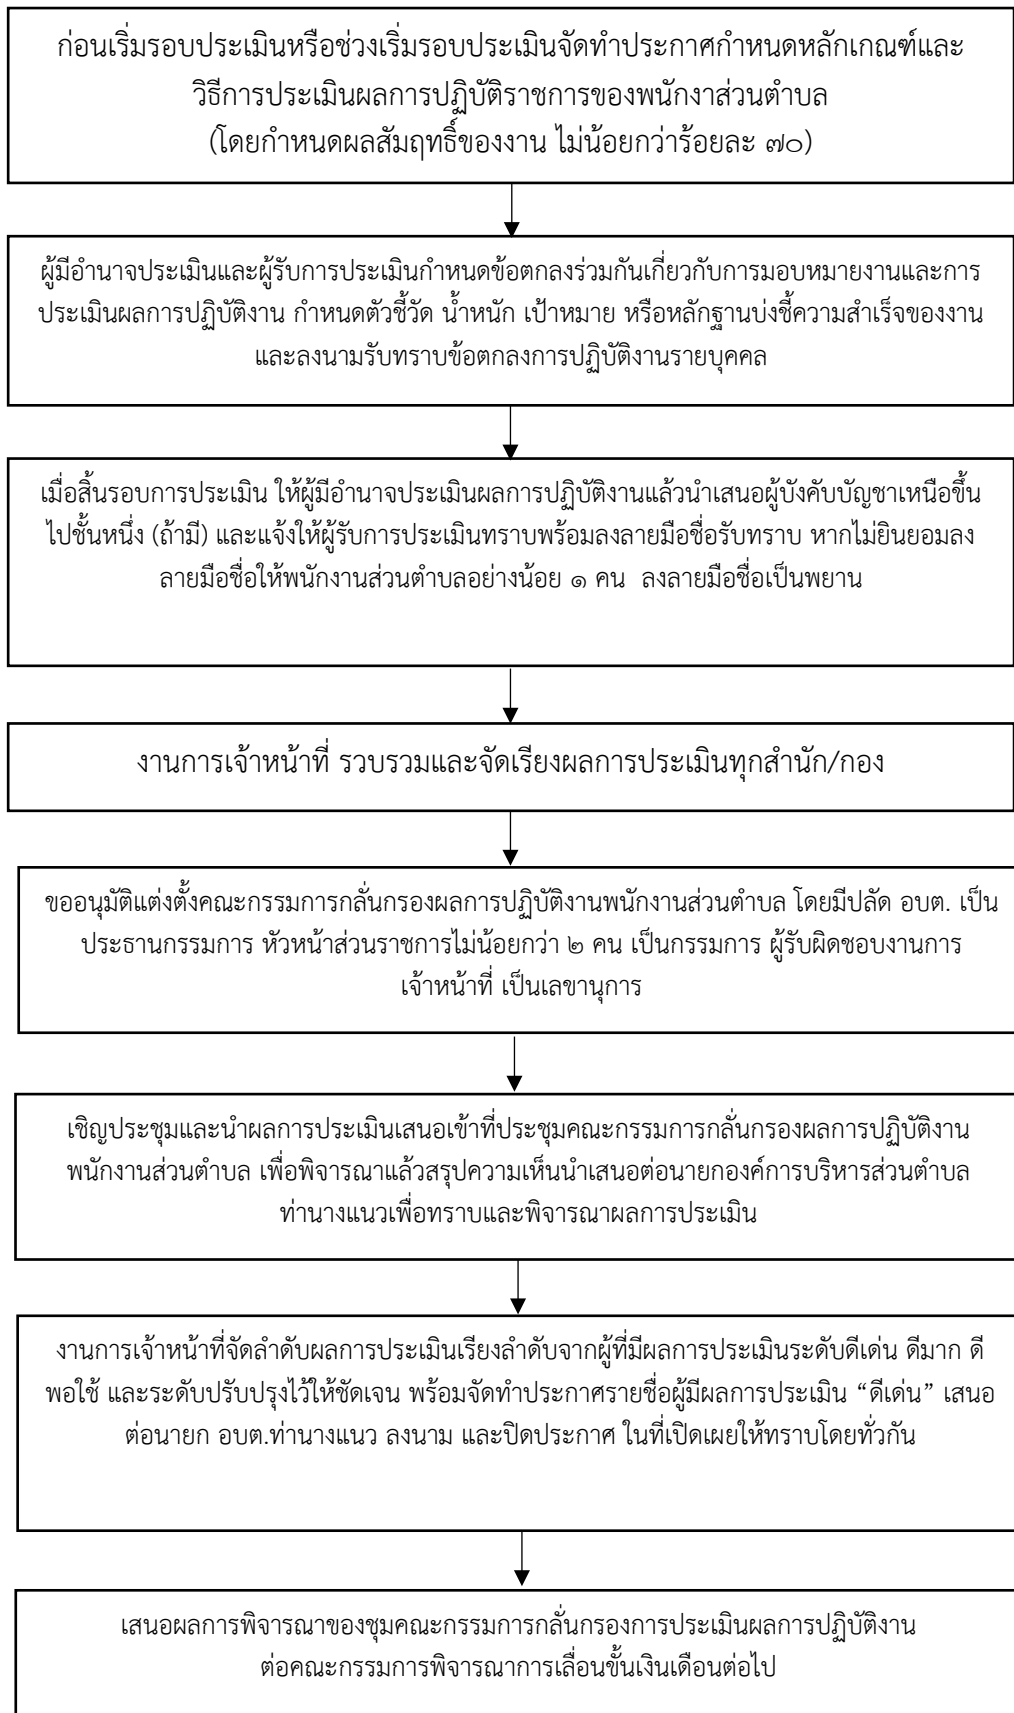 ก่อนเริ่มรอบประเมินหรือช่วงเริ่มรอบประเมินจัดทำประกาศกำหนดหลักเกณฑ์และ
วิธีการประเมินผลการปฏิบัติราชการของพนักงาส่วนตำบล
(โดยกำหนดผลสัมฤทธิ์ของงาน ไม่น้อยกว่าร้อยละ ๗๐)
ผู้มีอำนาจประเมินและผู้รับการประเมินกำหนดข้อตกลงร่วมกันเกี่ยวกับการมอบหมายงานและการ
ประเมินผลการปฏิบัติงาน กำหนดตัวชี้วัด น้ำหนัก เป้าหมาย หรือหลักฐานบ่งชี้ความสำเร็จของงาน
และลงนามรับทราบข้อตกลงการปฏิบัติงานรายบุคคล
เมื่อสิ้นรอบการประเมิน ให้ผู้มีอำนาจประเมินผลการปฏิบัติงานแล้วนำเสนอผู้บังคับบัญชาเหนือขึ้น
ไปชั้นหนึ่ง (ถ้ามี) และแจ้งให้ผู้รับการประเมินทราบพร้อมลงลายมือชื่อรับทราบ หากไม่ยินยอมลง
ลายมือชื่อให้พนักงานส่วนตำบลอย่างน้อย ๑ คน  ลงลายมือชื่อเป็นพยาน
งานการเจ้าหน้าที่ รวบรวมและจัดเรียงผลการประเมินทุกสำนัก/กอง
ขออนุมัติแต่งตั้งคณะกรรมการกลั่นกรองผลการปฏิบัติงานพนักงานส่วนตำบล โดยมีปลัด อบต. เป็น
ประธานกรรมการ หัวหน้าส่วนราชการไม่น้อยกว่า ๒ คน เป็นกรรมการ ผู้รับผิดชอบงานการ
เจ้าหน้าที่ เป็นเลขานุการ
เชิญประชุมและนำผลการประเมินเสนอเข้าที่ประชุมคณะกรรมการกลั่นกรองผลการปฏิบัติงาน
พนักงานส่วนตำบล เพื่อพิจารณาแล้วสรุปความเห็นนำเสนอต่อนายกองค์การบริหารส่วนตำบล
ท่านางแนวเพื่อทราบและพิจารณาผลการประเมิน
งานการเจ้าหน้าที่จัดลำดับผลการประเมินเรียงลำดับจากผู้ที่มีผลการประเมินระดับดีเด่น ดีมาก ดี
พอใช้ และระดับปรับปรุงไว้ให้ชัดเจน พร้อมจัดทำประกาศรายชื่อผู้มีผลการประเมิน “ดีเด่น” เสนอ
ต่อนายก อบต.ท่านางแนว ลงนาม และปิดประกาศ ในที่เปิดเผยให้ทราบโดยทั่วกัน
เสนอผลการพิจารณาของชุมคณะกรรมการกลั่นกรองการประเมินผลการปฏิบัติงาน
ต่อคณะกรรมการพิจารณาการเลื่อนขั้นเงินเดือนต่อไป